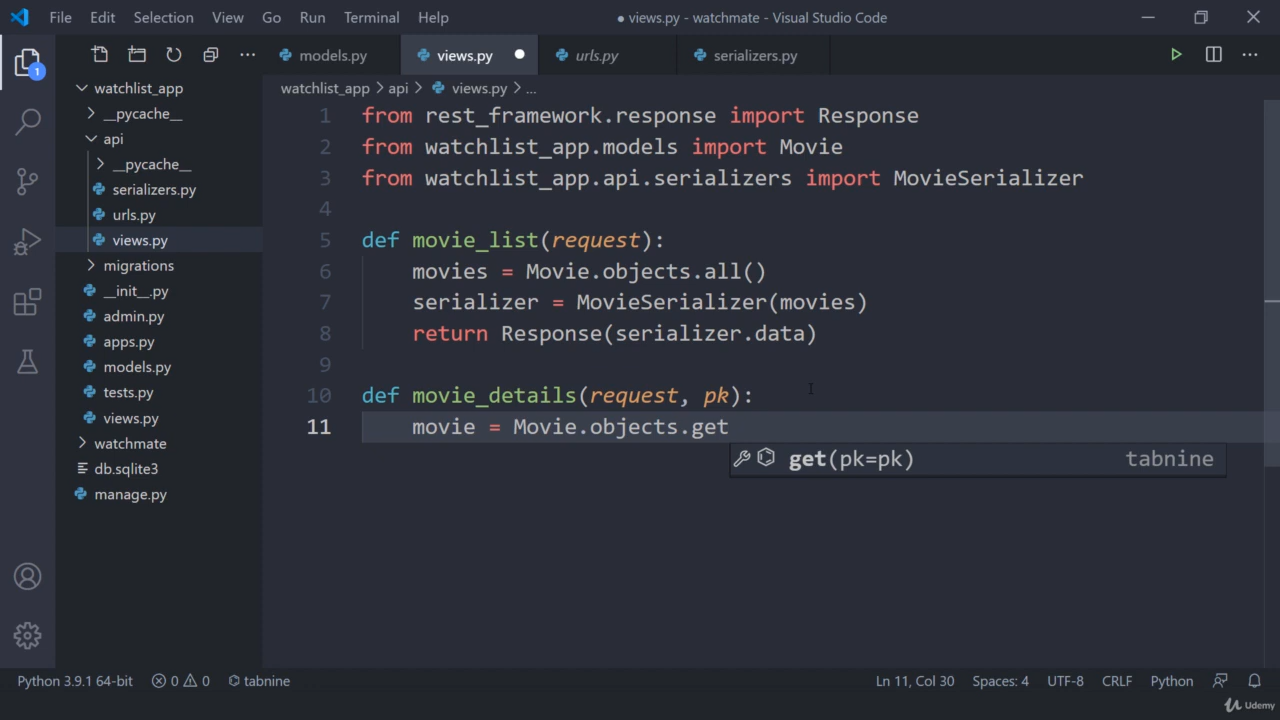 File Edit Selection View Go Run Terminal Help
● views.py - watchmate - Visual Studio Code
1
models.py
views.py
urls.py
serializers.py
watchlist_app > api > views.py > ...
watchlist_app
__pycache__
api
__pycache__
serializers.py
urls.py
views.py
migrations
__init__.py
admin.py
apps.py
models.py
tests.py
views.py
watchmate
db.sqlite3
manage.py
1 from rest_framework.response import Response
2 from watchlist_app.models import Movie
3 from watchlist_app.api.serializers import MovieSerializer
4
5 def movie_list(request):
6 movies = Movie.objects.all()
7 serializer = MovieSerializer(movies)
8 return Response(serializer.data)
9
10 def movie_details(request, pk):
11 movie = Movie.objects.get
get(pk=pk) tabnine
Python 3.9.1 64-bit 0 0 tabnine Ln 11, Col 30 Spaces: 4 UTF-8 CRLF Python
Udemy